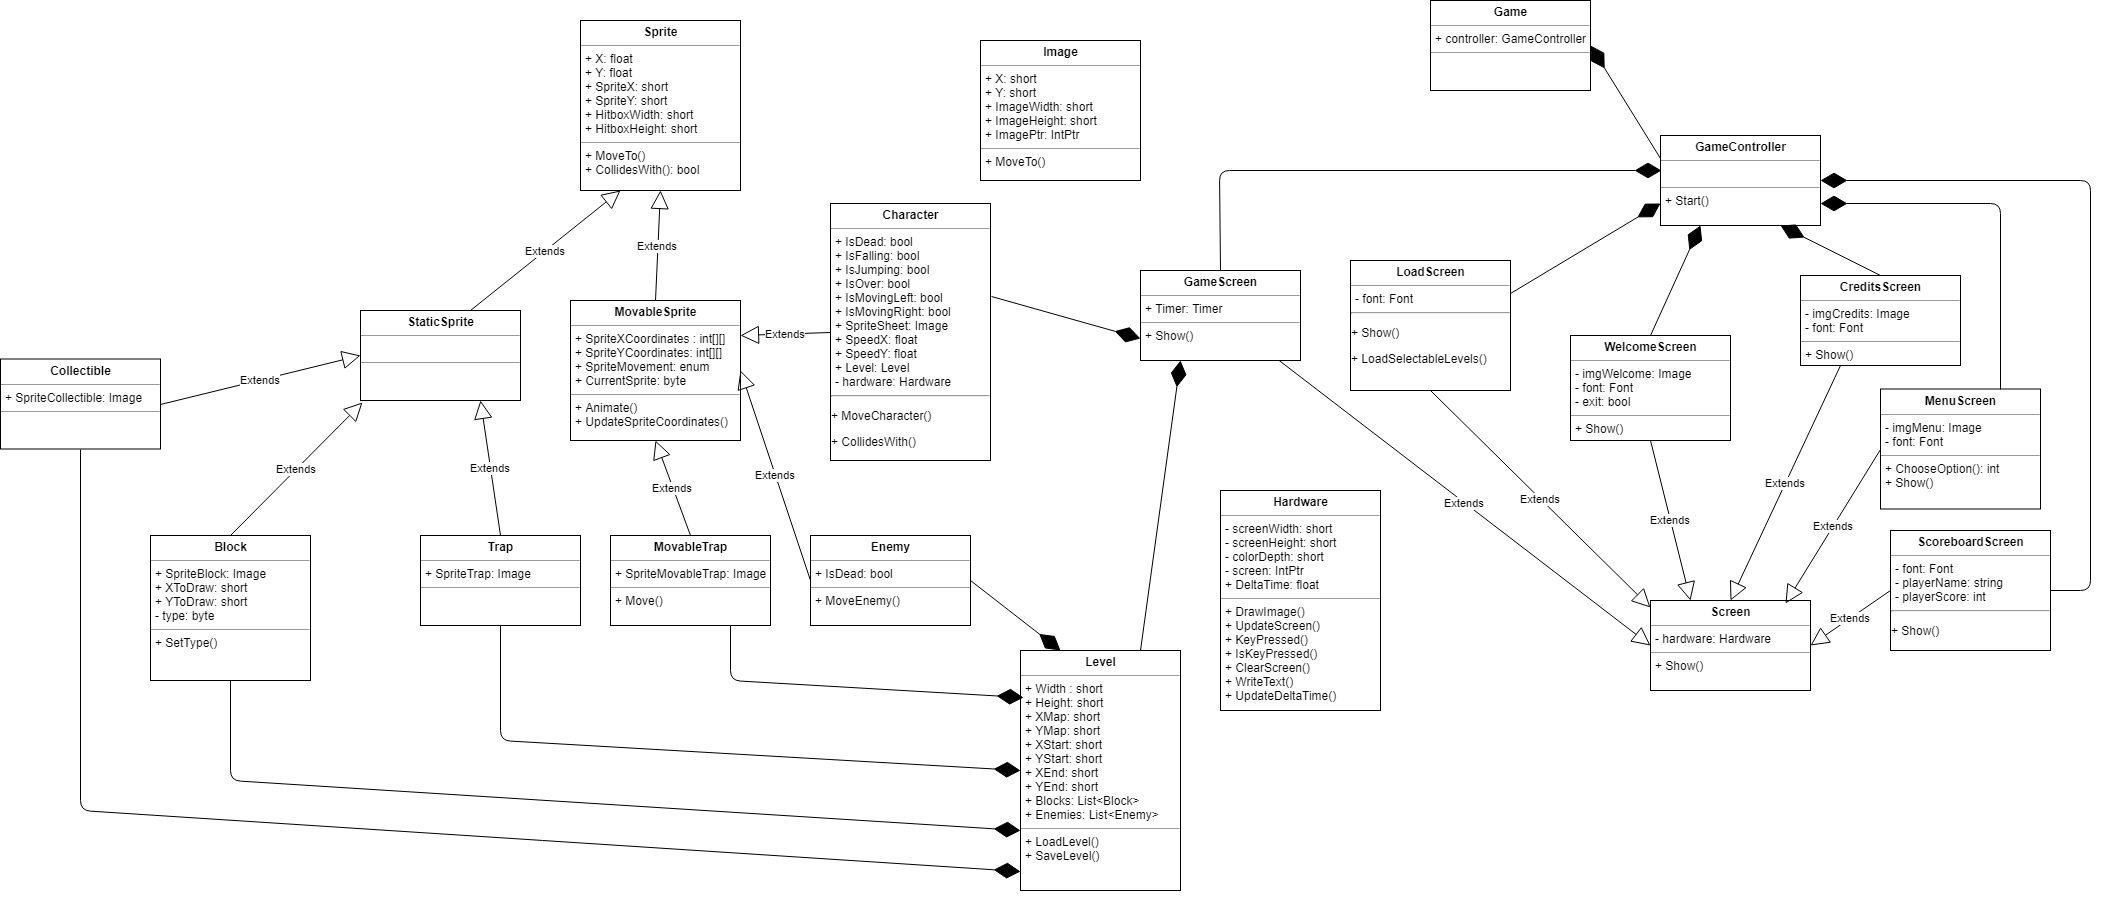 Sprite
+ X: float
+ Y: float
+ SpriteX: short
+ SpriteY: short
+ HitboxWidth: short
+ HitboxHeight: short
+ MoveTo()
+ CollidesWith(): bool
Image
+ X: short
+ Y: short
+ ImageWidth: short
+ ImageHeight: short
+ ImagePtr: IntPtr
+ MoveTo()
Game
+ controller: GameController
GameController
+ Start()
Extends
Extends
Character
+ IsDead: bool
+ IsFalling: bool
+ IsJumping: bool
+ IsOver: bool
+ IsMovingLeft: bool
+ IsMovingRight: bool
+ SpriteSheet: Image
+ SpeedX: float
+ SpeedY: float
+ Level: Level
- hardware: Hardware
+ MoveCharacter()
+ CollidesWith()
GameScreen
+ Timer: Timer
+ Show()
LoadScreen
- font: Font
+ Show()
+ LoadSelectableLevels()
CreditsScreen
- imgCredits: Image
- font: Font
+ Show()
WelcomeScreen
- imgWelcome: Image
- font: Font
- exit: bool
+ Show()
MenuScreen
- imgMenu: Image
- font: Font
+ ChooseOption(): int
+ Show()
StaticSprite
MovableSprite
+ SpriteXCoordinates : int[][]
+ SpriteYCoordinates: int[][]
+ SpriteMovement: enum
+ CurrentSprite: byte
+ Animate()
+ UpdateSpriteCoordinates()
Extends
Collectible
+ SpriteCollectible: Image
Extends
Extends
Extends
Extends
Extends
Extends
Extends
Extends
Extends
Extends
Hardware
- screenWidth: short
- screenHeight: short
- colorDepth: short
- screen: IntPtr
+ DeltaTime: float
+ DrawImage()
+ UpdateScreen()
+ KeyPressed()
+ IsKeyPressed()
+ ClearScreen()
+ WriteText()
+ UpdateDeltaTime()
ScoreboardScreen
- font: Font
- playerName: string
- playerScore: int
+ Show()
Extends
Block
+ SpriteBlock: Image
+ XToDraw: short
+ YToDraw: short
- type: byte
+ SetType()
Trap
+ SpriteTrap: Image
MovableTrap
+ SpriteMovableTrap: Image
+ Move()
Enemy
+ IsDead: bool
+ MoveEnemy()
Screen
- hardware: Hardware
+ Show()
Level
+ Width : short
+ Height: short
+ XMap: short
+ YMap: short
+ XStart: short
+ YStart: short
+ XEnd: short
+ YEnd: short
+ Blocks: List<Block>
+ Enemies: List<Enemy>
+ LoadLevel()
+ SaveLevel()